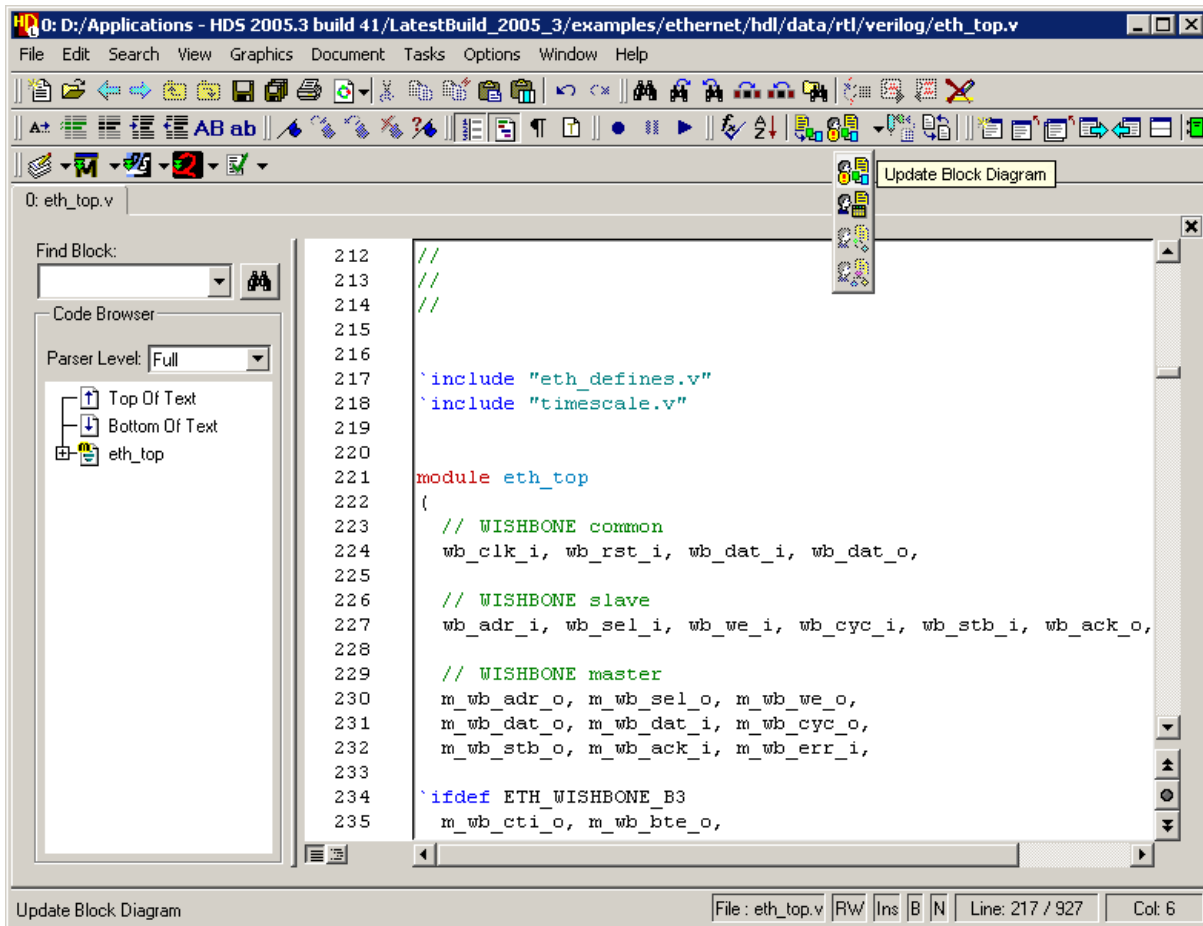 0: D:/Applications - HDS 2005.3 build 41/LatestBuild_2005_3/examples/ethernet/hdl/data/rtl/verilog/eth_top.v
File Edit Search View Graphics Document Tasks Options Window Help
AB ab
Update Block Diagram
0: eth_top.v
Find Block:
Code Browser
Parser Level: Full
Top Of Text
Bottom Of Text
eth_top
212 //
213 //
214 //
215
216
217 `include "eth_defines.v"
218 `include "timescale.v"
219
220
221 module eth_top
222 (
223 // WISHBONE common
224 wb_clk_i, wb_rst_i, wb_dat_i, wb_dat_o,
225
226 // WISHBONE slave
227 wb_adr_i, wb_sel_i, wb_we_i, wb_cyc_i, wb_stb_i, wb_ack_o,
228
229 // WISHBONE master
230 m_wb_adr_o, m_wb_sel_o, m_wb_we_o,
231 m_wb_dat_o, m_wb_dat_i, m_wb_cyc_o,
232 m_wb_stb_o, m_wb_ack_i, m_wb_err_i,
233
234 `ifdef ETH_WISHBONE_B3
235 m_wb_cti_o, m_wb_bte_o,
Update Block Diagram
File : eth_top.v RW Ins B N Line: 217 / 927 Col: 6